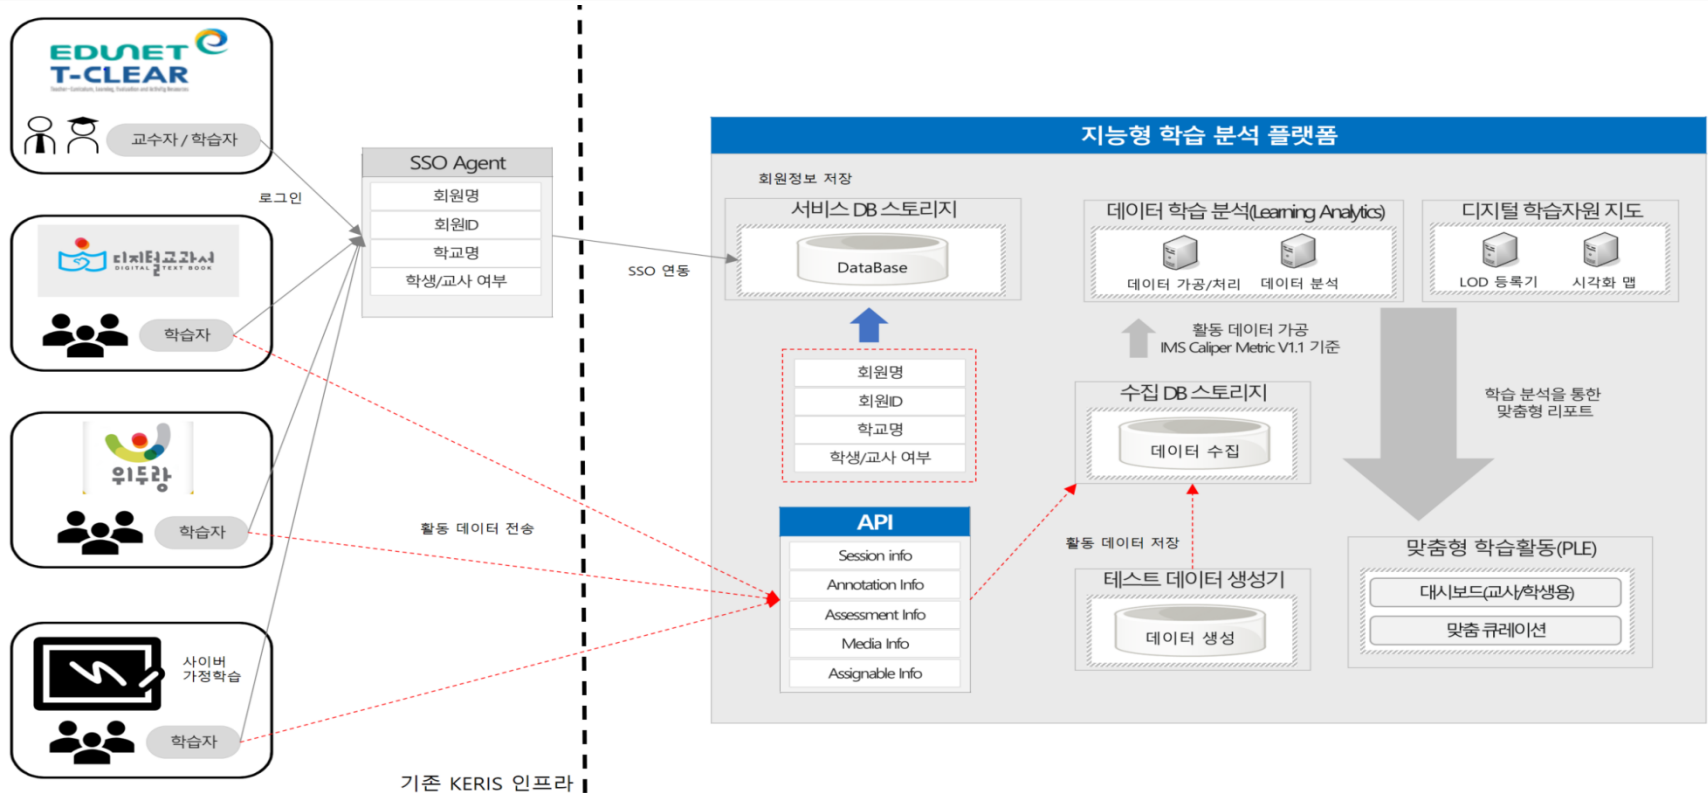 EDUNET
T-CLEAR
Teacher-Curriculum, Learning, Evaluation and Activity Resources
교수자 / 학습자
로그인
디지털교과서
DIGITAL TEXT BOOK
학습자
위두랑
학습자
사이버
가정학습
학습자
SSO Agent
회원명
회원ID
학교명
학생/교사 여부
SSO 연동
활동 데이터 전송
기존 KERIS 인프라
지능형 학습 분석 플랫폼
회원정보 저장
서비스 DB 스토리지
DataBase
회원명
회원ID
학교명
학생/교사 여부
API
Session info
Annotation Info
Assessment Info
Media Info
Assignable Info
데이터 학습 분석(Learning Analytics)
데이터 가공/처리
데이터 분석
활동 데이터 가공
IMS Caliper Metric V1.1 기준
수집 DB 스토리지
데이터 수집
활동 데이터 저장
테스트 데이터 생성기
데이터 생성
디지털 학습자원 지도
LOD 등록기
시각화 맵
학습 분석을 통한
맞춤형 리포트
맞춤형 학습활동(PLE)
대시보드(교사/학생용)
맞춤 큐레이션